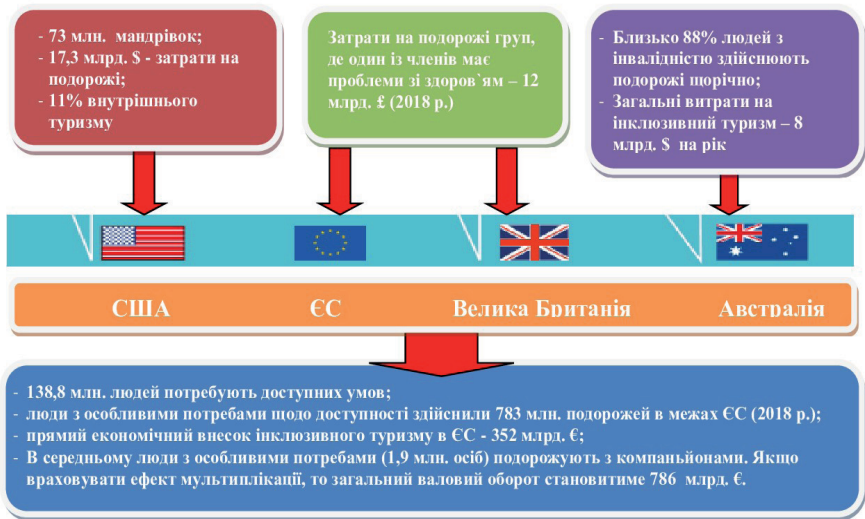 - 73 млн. мандрівок;
- 17,3 млрд. $ - затрати на
подорожі;
- 11% внутрішнього
туризму
Затрати на подорожі груп,
де один із членів має
проблеми зі здоров`ям – 12
млрд. £ (2018 р.)
- Близько 88% людей з
інвалідністю здійснюють
подорожі щорічно;
- Загальні витрати на
інклюзивний туризм – 8
млрд. $ на рік
США
ЄС
Велика Британія
Австралія
- 138,8 млн. людей потребують доступних умов;
- люди з особливими потребами щодо доступності здійснили 783 млн. подорожей в межах ЄС (2018 р.);
- прямий економічний внесок інклюзивного туризму в ЄС - 352 млрд. €;
- В середньому люди з особливими потребами (1,9 млн. осіб) подорожують з компаньйонами. Якщо
враховувати ефект мультиплікації, то загальний валовий оборот становитиме 786 млрд. €.